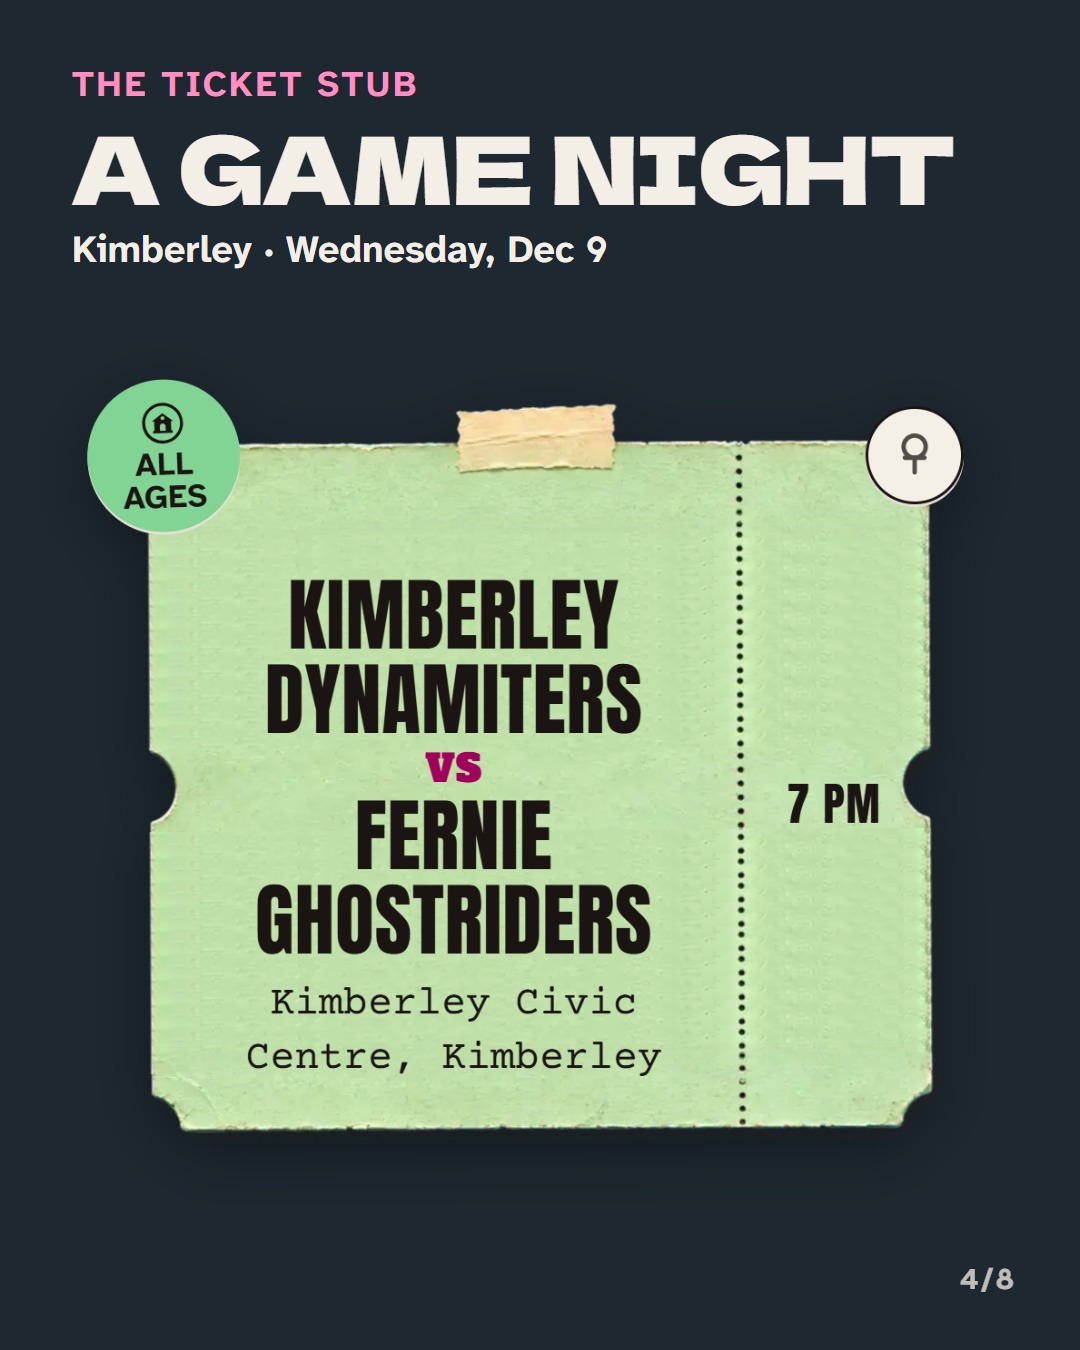 THE TICKET STUB
A GAME NIGHT
Kimberley · Wednesday, Dec 9
ALL
AGES
KIMBERLEY
DYNAMITERS
VS
FERNIE
GHOSTRIDERS
Kimberley Civic
Centre, Kimberley
7 PM
4/8